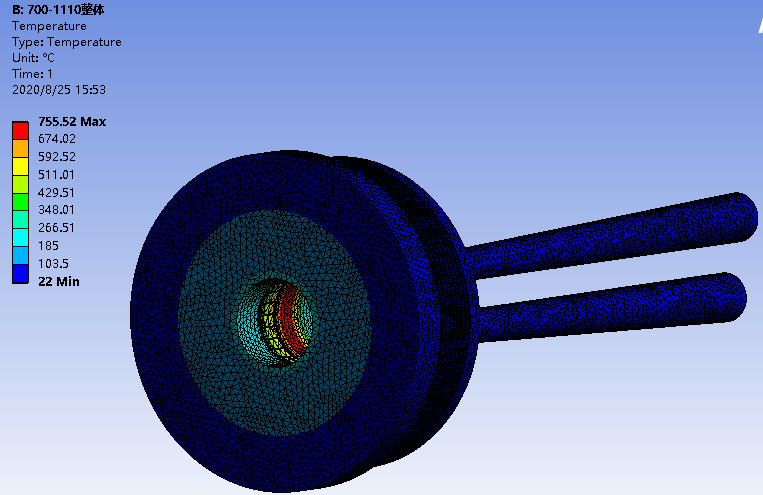 B: 700-1110整体
Temperature
Type: Temperature
Unit: °C
Time: 1
2020/8/25 15:53
755.52 Max
674.02
592.52
511.01
429.51
348.01
266.51
185
103.5
22 Min